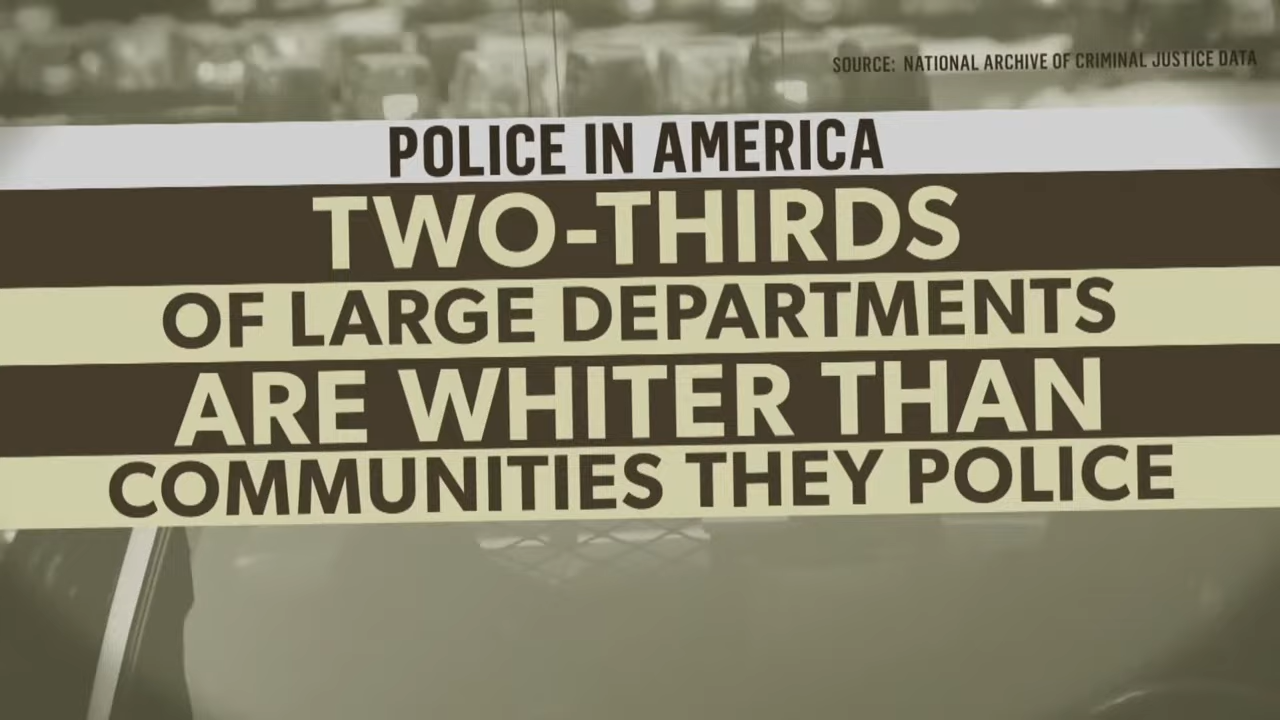 SOURCE: NATIONAL ARCHIVE OF CRIMINAL JUSTICE DATA
POLICE IN AMERICA
TWO-THIRDS
OF LARGE DEPARTMENTS
ARE WHITER THAN
COMMUNITIES THEY POLICE